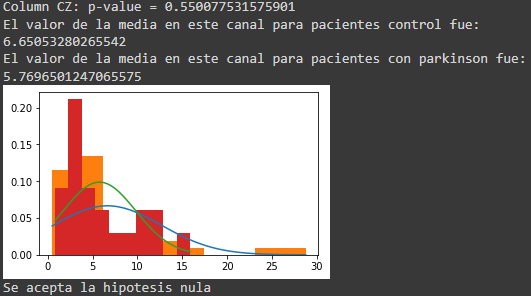 Column CZ: p-value = 0.550077531575901
El valor de la media en este canal para pacientes control fue:
6.65053280265542
El valor de la media en este canal para pacientes con parkinson fue:
5.7696501247065575
0.20
0.15
0.10
0.05
0.00
0 5 10 15 20 25 30
Se acepta la hipotesis nula